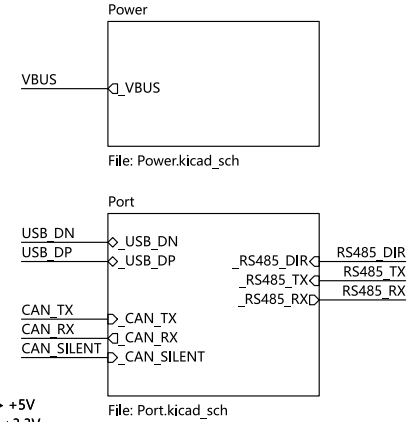 Power
VBUS
_VBUS
File: Power.kicad_sch
Port
USB_DN
_USB_DN
USB_DP
_USB_DP
_RS485_DIR
RS485_DIR
_RS485_TX
RS485_TX
_RS485_RX
RS485_RX
CAN_TX
_CAN_TX
CAN_RX
_CAN_RX
CAN_SILENT
_CAN_SILENT
+5V
File: Port.kicad_sch